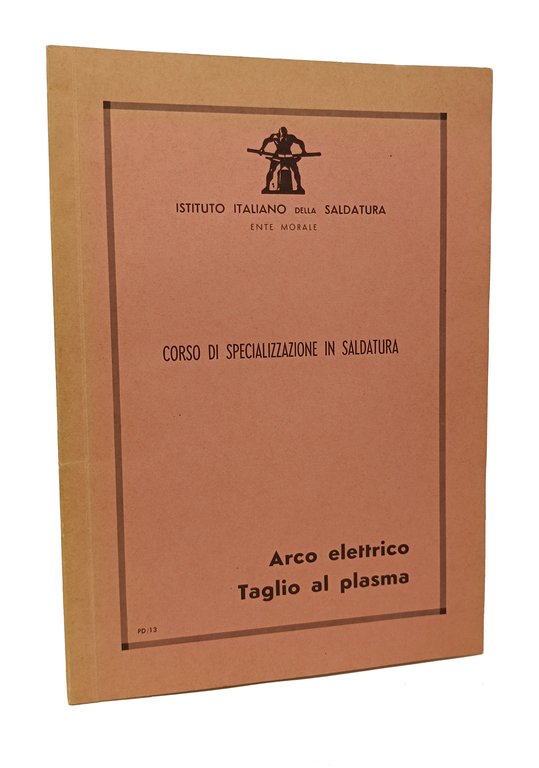 ISTITUTO ITALIANO DELLA SALDATURA
ENTE MORALE
CORSO DI SPECIALIZZAZIONE IN SALDATURA
Arco elettrico
Taglio al plasma
PD/13